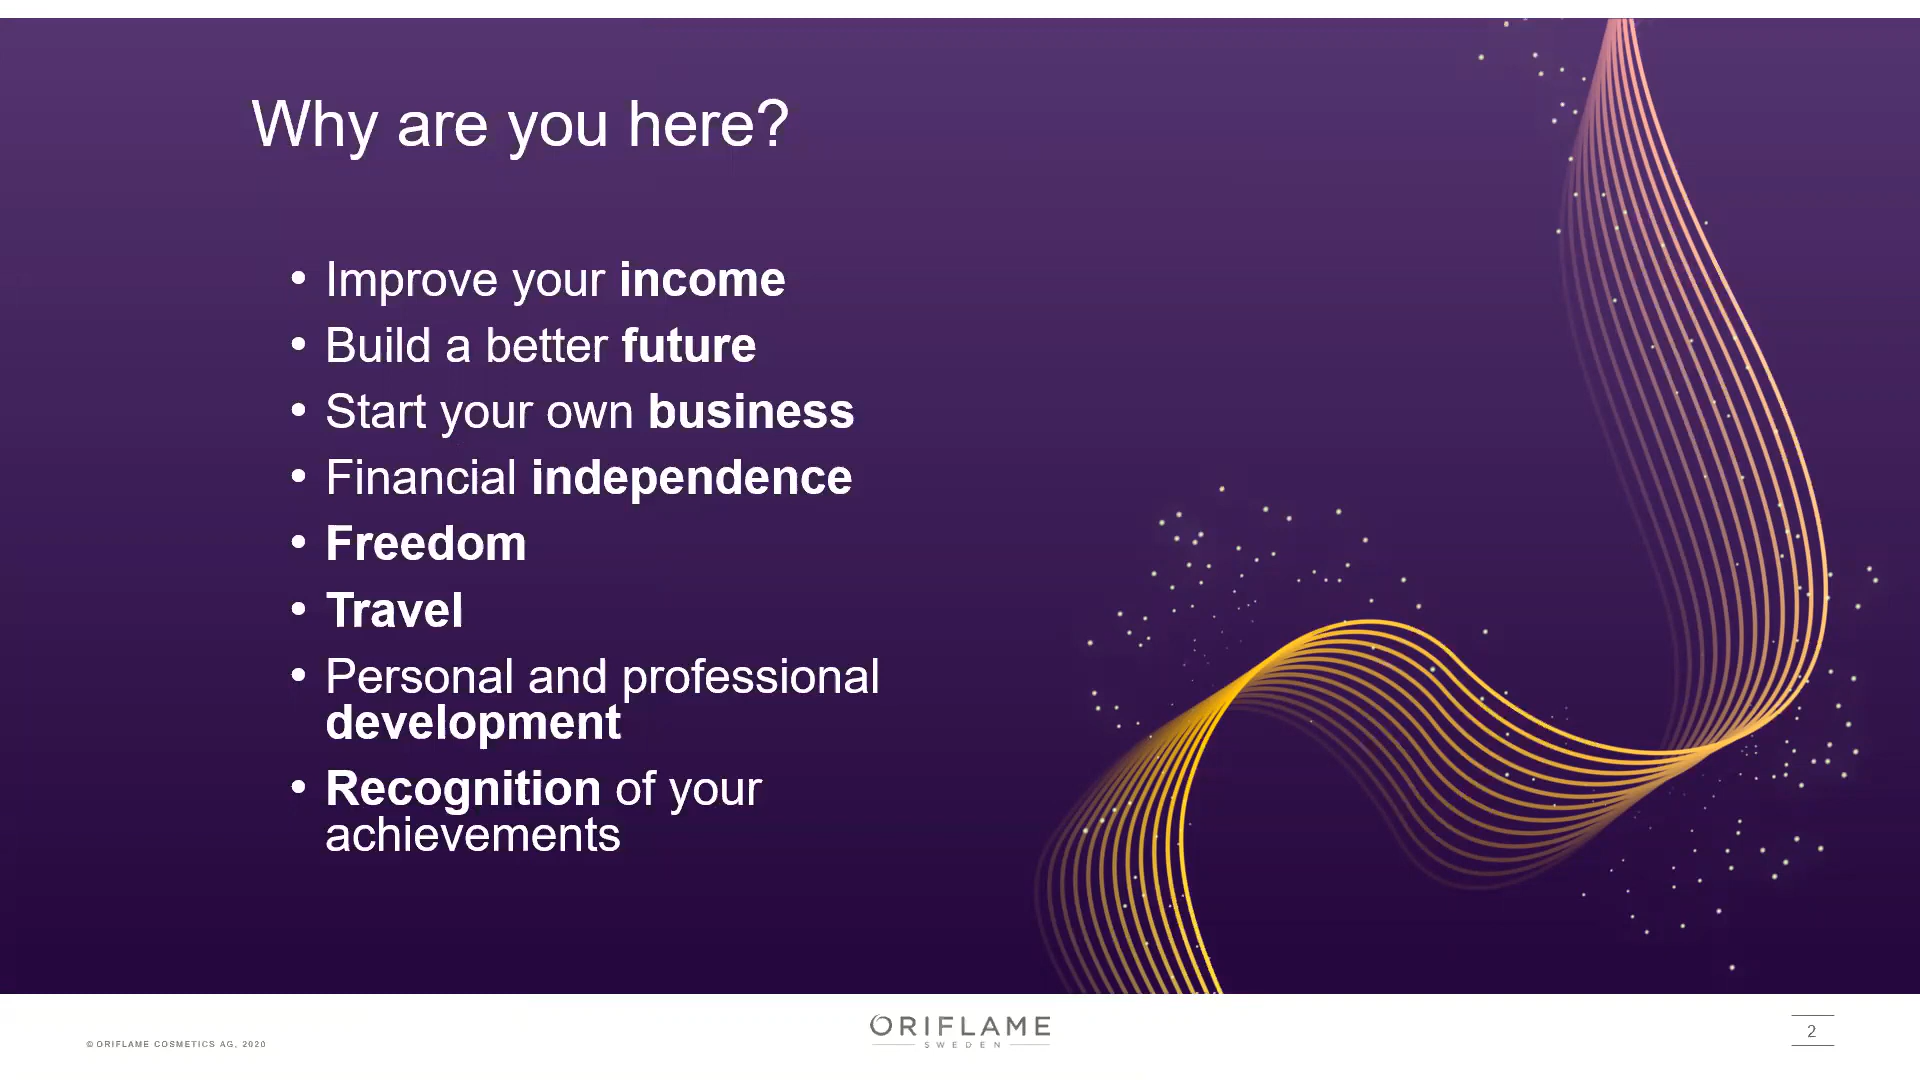 Why are you here?
• Improve your income
• Build a better future
• Start your own business
• Financial independence
• Freedom
• Travel
• Personal and professional
development
• Recognition of your
achievements
© ORIFLAME COSMETICS AG, 2020
ORIFLAME
SWEDEN
2